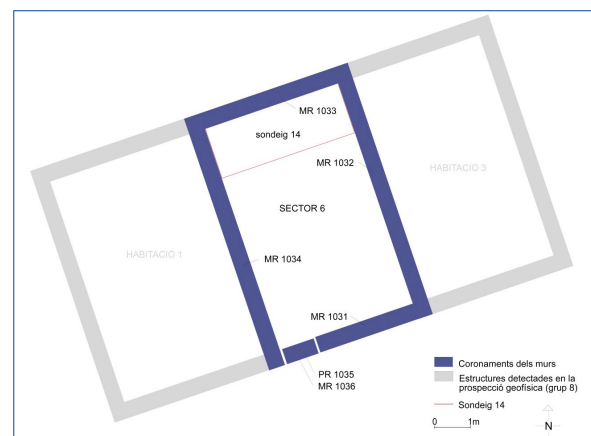 MR 1033
sondeig 14
MR 1032
HABITACIO 3
SECTOR 6
HABITACIO 1
MR 1034
MR 1031
PR 1035
MR 1036
Coronaments dels murs
Estructures detectades en la
prospecció geofísica (grup 8)
Sondeig 14
0 1m
N